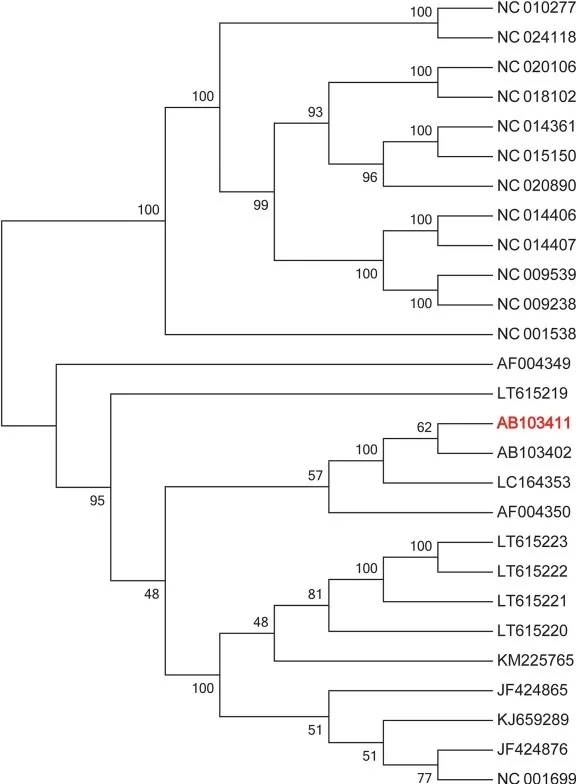 100 NC 010277
NC 024118
100 NC 020106
100 NC 018102
93
100 NC 014361
NC 015150
96 NC 020890
100
99
100 NC 014406
NC 014407
100 NC 009539
100 NC 009238
NC 001538
AF004349
LT615219
62 AB103411
100 AB103402
57 LC164353
95 AF004350
100 LT615223
100 LT615222
81 LT615221
48 48 LT615220
KM225765
100 JF424865
51 KJ659289
51 JF424876
77 NC 001699